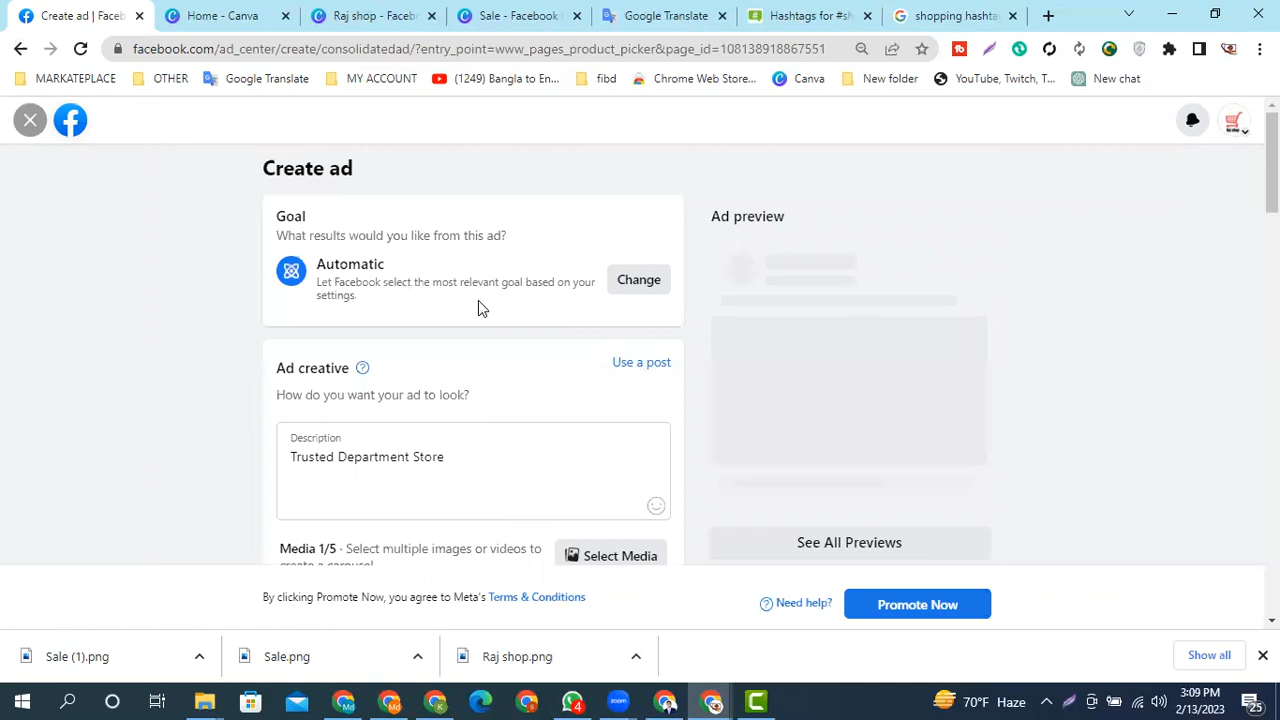 Create ad | Faceb
Home - Canva
Raj shop - Faceb
Sale - Facebook
Google Translate
Hashtags for #sh
shopping hashta
facebook.com/ad_center/create/consolidatedad/?entry_point=www_pages_product_picker&page_id=108138918867551
MARKATEPLACE
OTHER
Google Translate
MY ACCOUNT
(1249) Bangla to En...
fibd
Chrome Web Store...
Canva
New folder
YouTube, Twitch, T...
New chat
Create ad
Goal
What results would you like from this ad?
Automatic
Let Facebook select the most relevant goal based on your
settings.
Change
Ad preview
Ad creative
Use a post
How do you want your ad to look?
Description
Trusted Department Store
Media 1/5 · Select multiple images or videos to
create a carousel
Select Media
See All Previews
By clicking Promote Now, you agree to Meta's Terms & Conditions
Need help?
Promote Now
Sale (1).png
Sale.png
Raj shop.png
Show all
70°F Haze
3:09 PM
2/13/2023
25
4